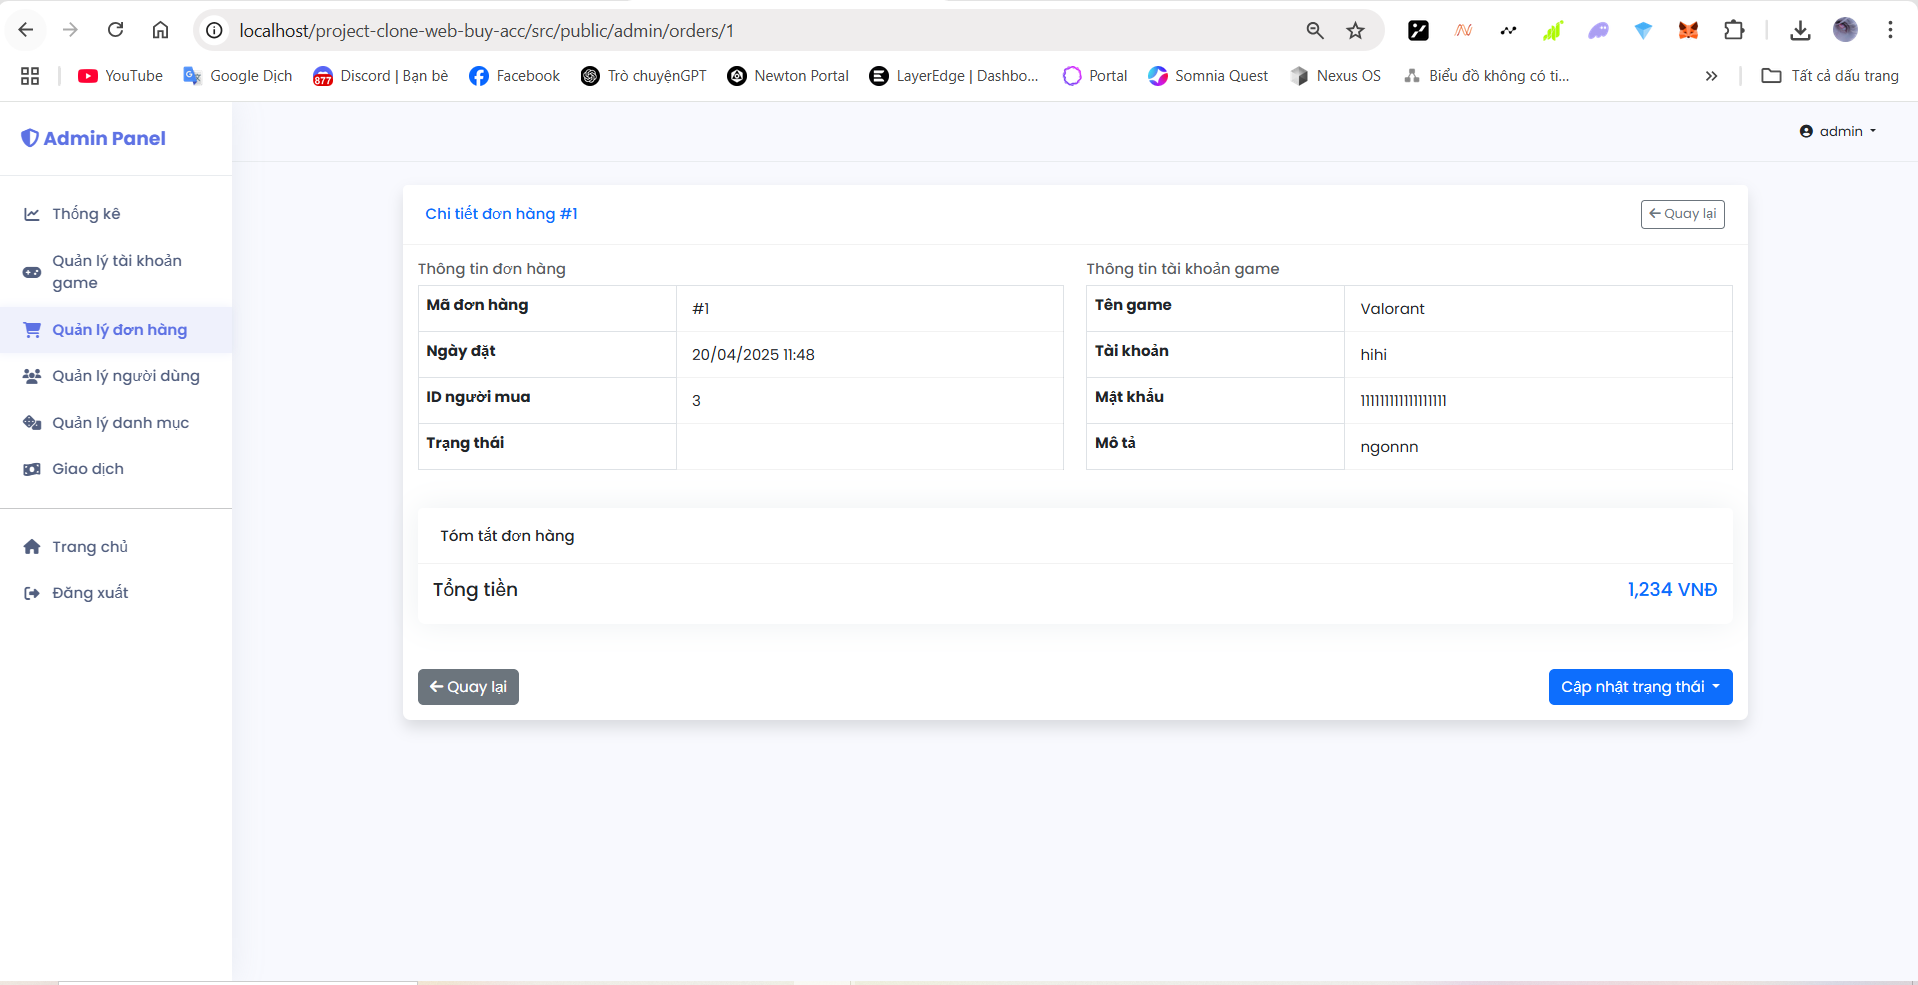 localhost/project-clone-web-buy-acc/src/public/admin/orders/1
YouTube
Google Dịch
877
Discord | Bạn bè
Facebook
Trò chuyệnGPT
Newton Portal
LayerEdge | Dashbo...
Portal
Somnia Quest
Nexus OS
Biểu đồ không có ti...
Tất cả dấu trang
Admin Panel
admin
Thống kê
Quản lý tài khoản
game
Quản lý đơn hàng
Quản lý người dùng
Quản lý danh mục
Giao dịch
Trang chủ
Đăng xuất
Chi tiết đơn hàng #1
Quay lại
Thông tin đơn hàng
Mã đơn hàng #1
Ngày đặt 20/04/2025 11:48
ID người mua 3
Trạng thái
Thông tin tài khoản game
Tên game Valorant
Tài khoản hihi
Mật khẩu
Mô tả ngonnn
Tóm tắt đơn hàng
Tổng tiền 1,234 VNĐ
Quay lại
Cập nhật trạng thái